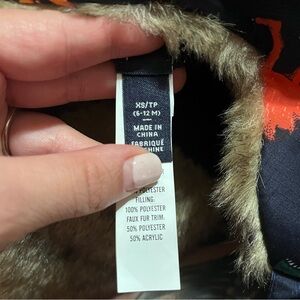 XS/TP
(6-12 M)
MADE IN
CHINA
FABRIQUÉ
POLYESTER
FILLING:
100% POLYESTER
FAUX FUR TRIM:
50% POLYESTER
50% ACRYLIC